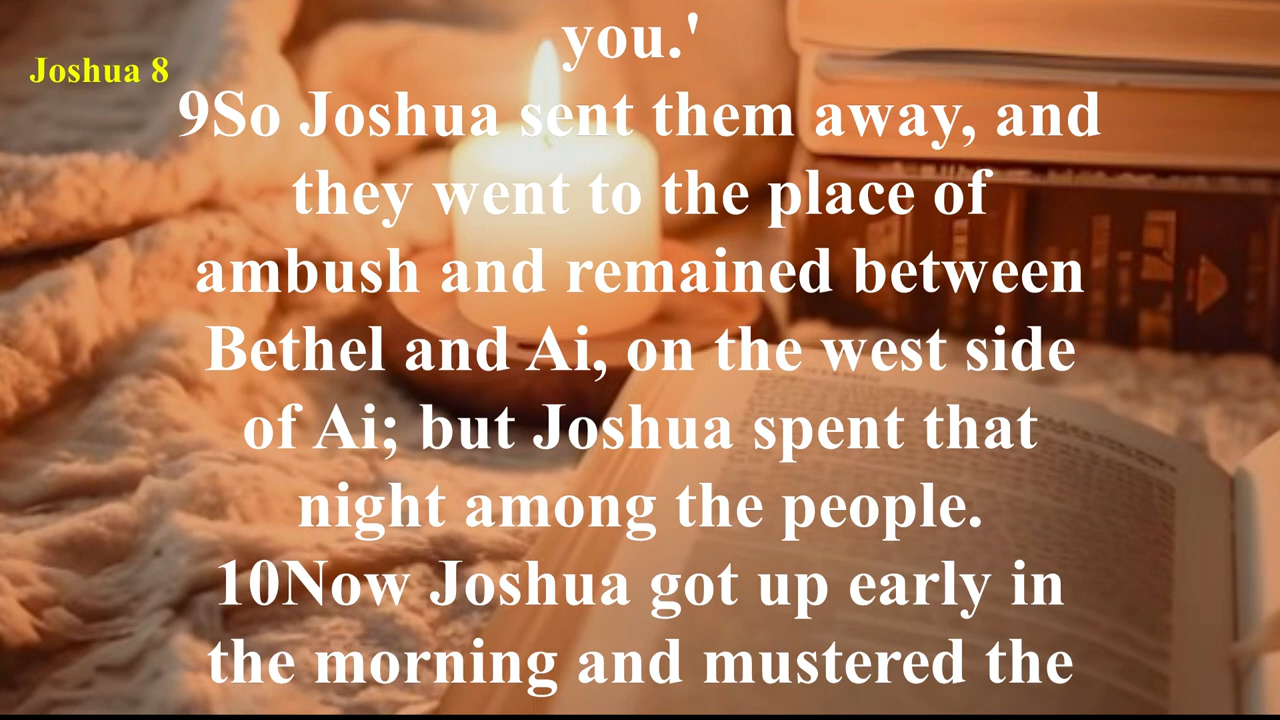 you.'
Joshua 8
9So Joshua sent them away, and
they went to the place of
ambush and remained between
Bethel and Ai, on the west side
of Ai; but Joshua spent that
night among the people.
10Now Joshua got up early in
the morning and mustered the